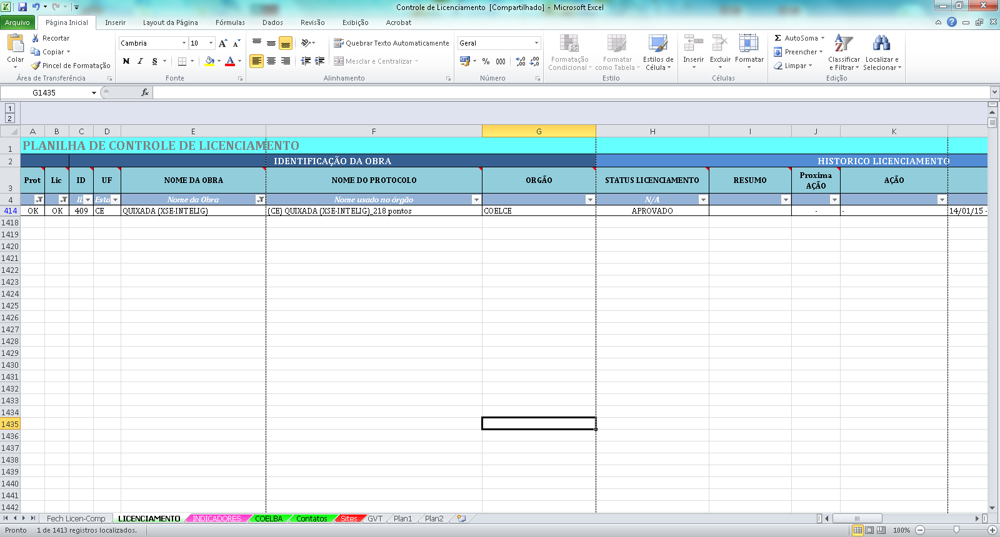 Controle de Licenciamento [Compartilhado] - Microsoft Excel
Arquivo Página Inicial Inserir Layout da Página Fórmulas Dados Revisão Exibição Acrobat
Colar
Recortar
Copiar
Pincel de Formatação
Área de Transferência
Cambria 10
N I S
Fonte
Quebrar Texto Automaticamente
Mesclar e Centralizar
Alinhamento
Geral
% 000
Número
Formatação Condicional
Formatar como Tabela
Estilos de Célula
Estilo
Inserir Excluir Formatar
Células
Σ AutoSoma
Preencher
Limpar
Classificar e Filtrar
Localizar e Selecionar
Edição
G1435 fx
1
2
A B C D E F G H I J K
1 PLANILHA DE CONTROLE DE LICENCIAMENTO
2 IDENTIFICAÇÃO DA OBRA HISTORICO LICENCIAMENTO
3 Prot Lic ID UF NOME DA OBRA NOME DO PROTOCOLO ORGÃO STATUS LICENCIAMENTO RESUMO Proxima AÇÃO AÇÃO
4 Esta Nome da Obra Nome usado no órgão N/A
414 OK OK 409 CE QUIXADA (XSE-INTELIG) (CE) QUIXADA (XSE-INTELIG)_218 pontos COELCE APROVADO - - 14/01/15 -
1418
1419
1420
1421
1422
1423
1424
1425
1426
1427
1428
1429
1430
1431
1432
1433
1434
1435
1436
1437
1438
1439
1440
1441
1442
Fech Licen-Comp LICENCIAMENTO INDICADORES COELBA Contatos Sites GVT Plan1 Plan2
Pronto 1 de 1413 registros localizados. 100%